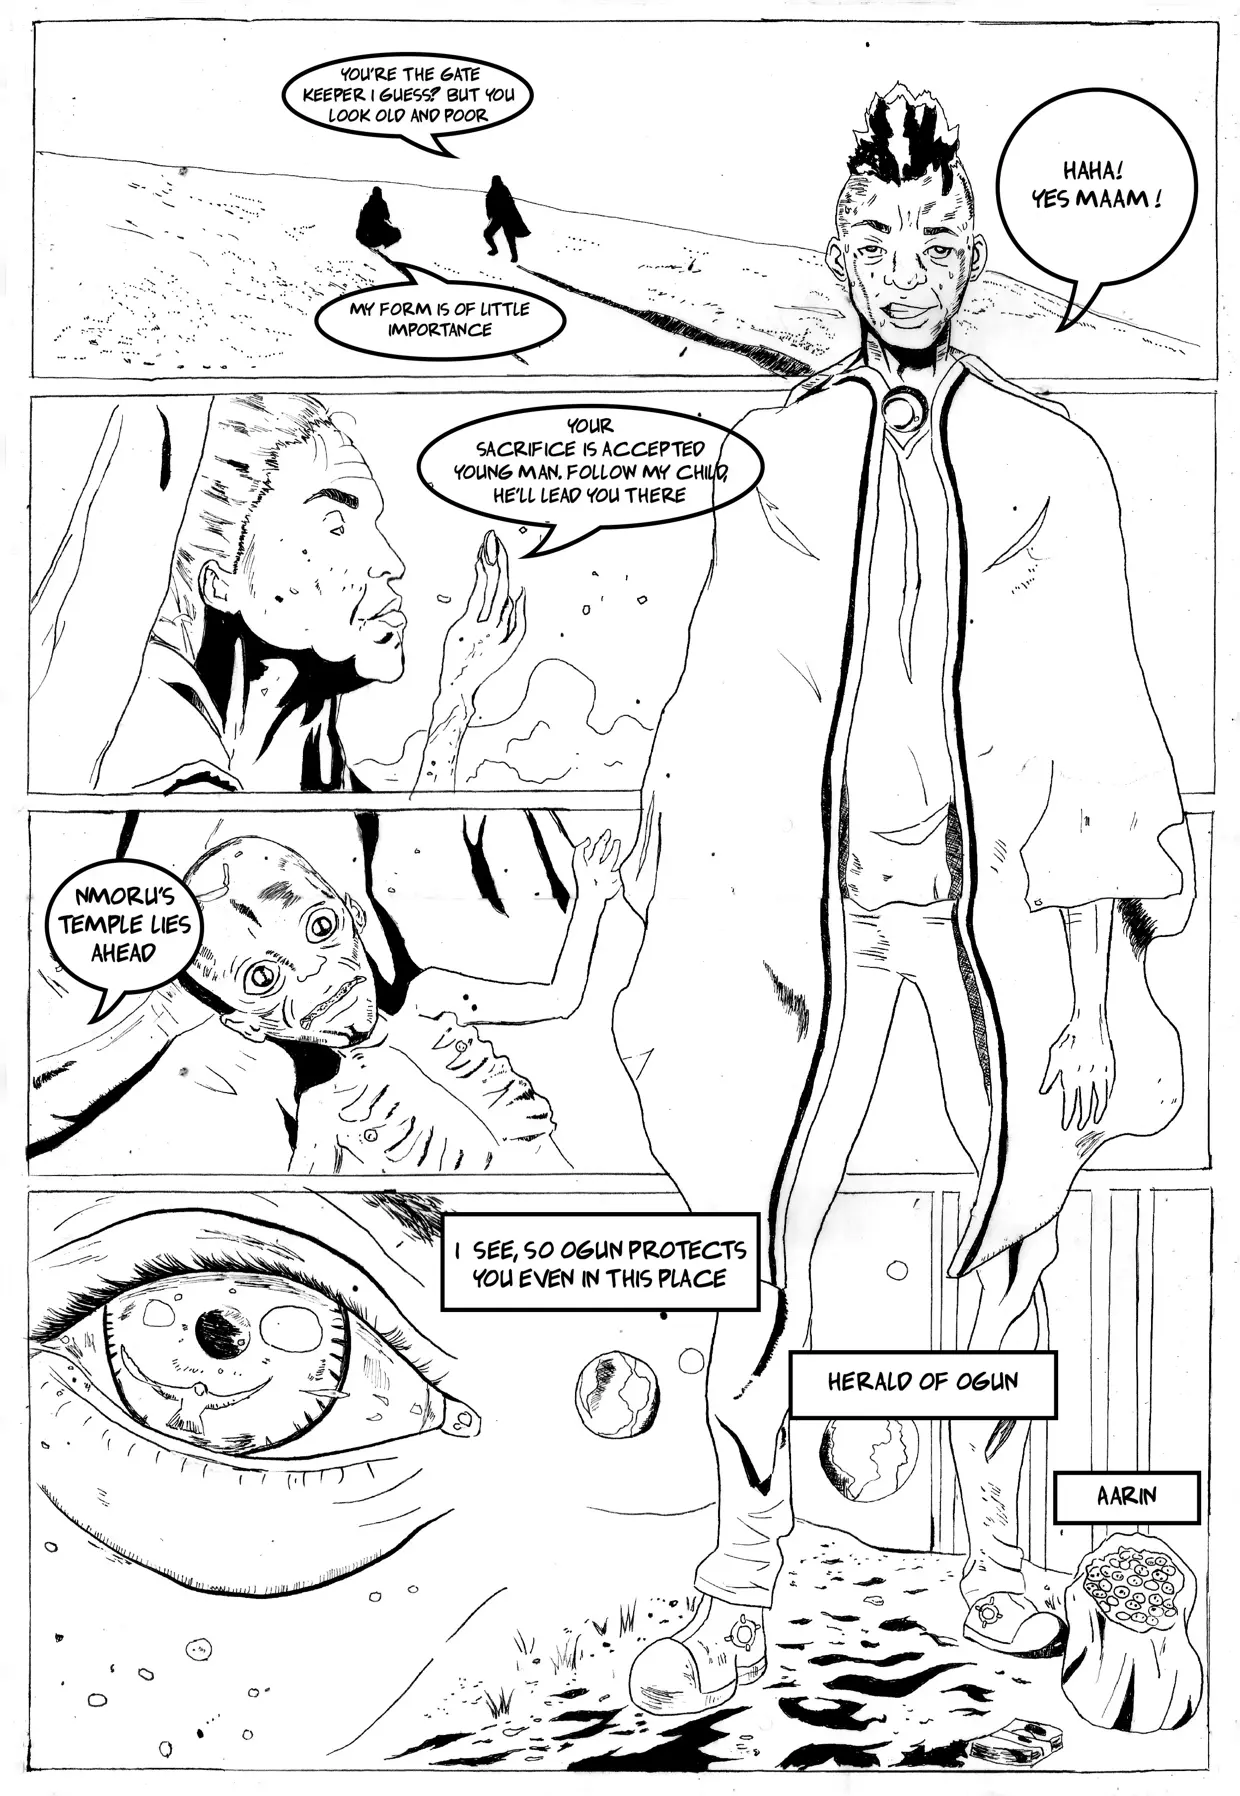 YOU'RE THE GATE
KEEPER I GUESS? BUT YOU
LOOK OLD AND POOR
HAHA!
YES MAAM!
MY FORM IS OF LITTLE
IMPORTANCE
YOUR
SACRIFICE IS ACCEPTED
YOUNG MAN. FOLLOW MY CHILD,
HE'LL LEAD YOU THERE
NMORU'S
TEMPLE LIES
AHEAD
I SEE, SO OGUN PROTECTS
YOU EVEN IN THIS PLACE
HERALD OF OGUN
AARIN